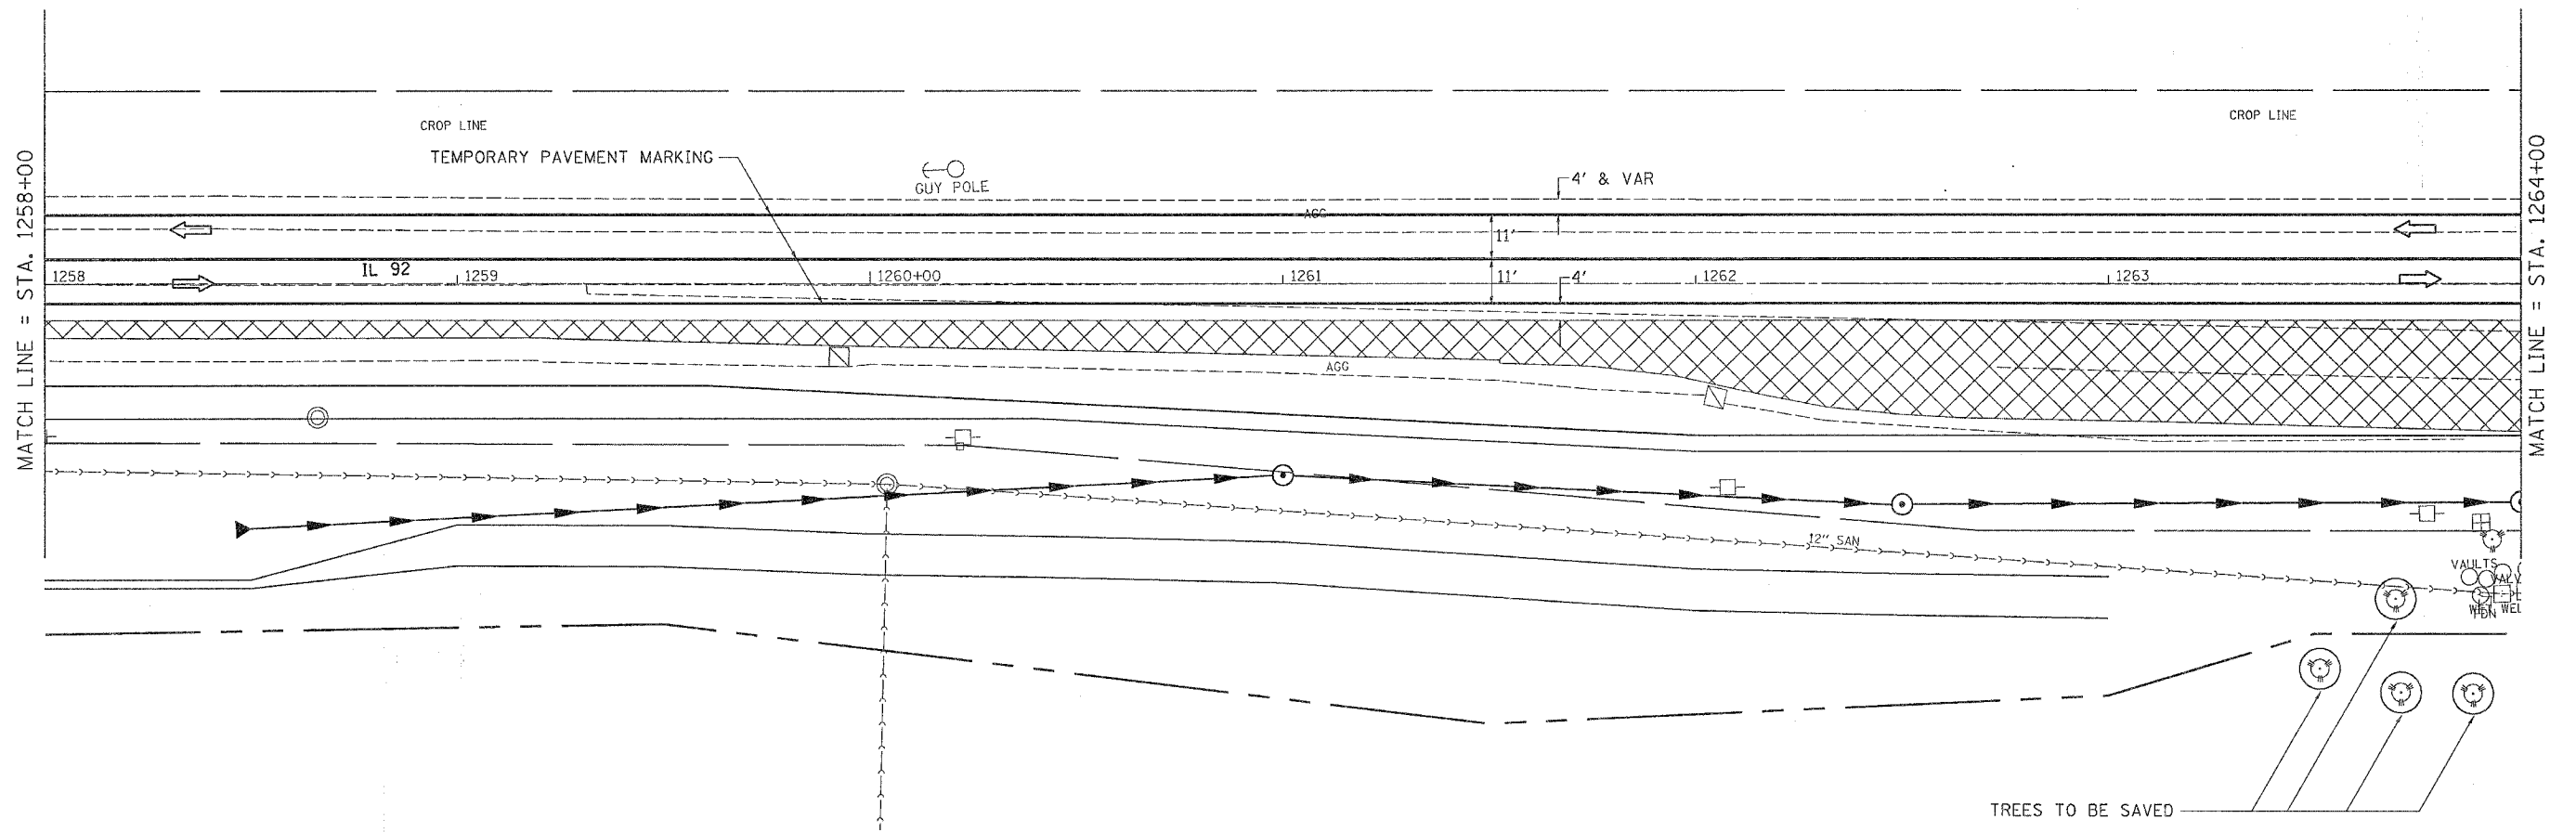 CROP LINE
CROP LINE
TEMPORARY PAVEMENT MARKING
GUY POLE
4' & VAR
AGG
11'
1258
IL 92
1259
1260+00
1261
11'
4'
1262
1263
MATCH LINE = STA. 1258+00
MATCH LINE = STA. 1264+00
AGG
12" SAN
VAULTS
TREES TO BE SAVED